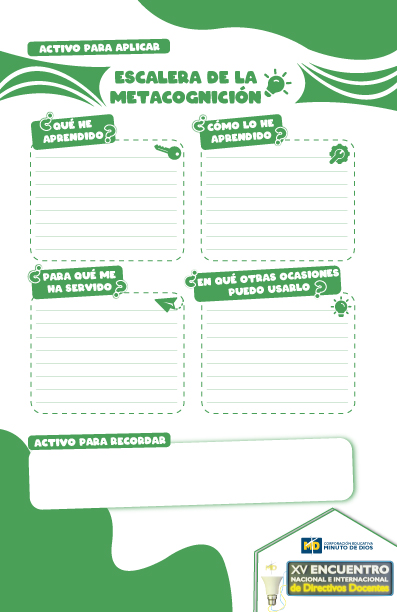 ACTIVO PARA APLICAR
ESCALERA DE LA
METACOGNICIÓN
¿QUÉ HE
APRENDIDO?
¿CÓMO LO HE
APRENDIDO?
¿PARA QUÉ ME
HA SERVIDO?
¿EN QUÉ OTRAS OCASIONES
PUEDO USARLO?
ACTIVO PARA RECORDAR
MD
CORPORACIÓN EDUCATIVA
MINUTO DE DIOS
XV ENCUENTRO
NACIONAL E INTERNACIONAL
de Directivos Docentes